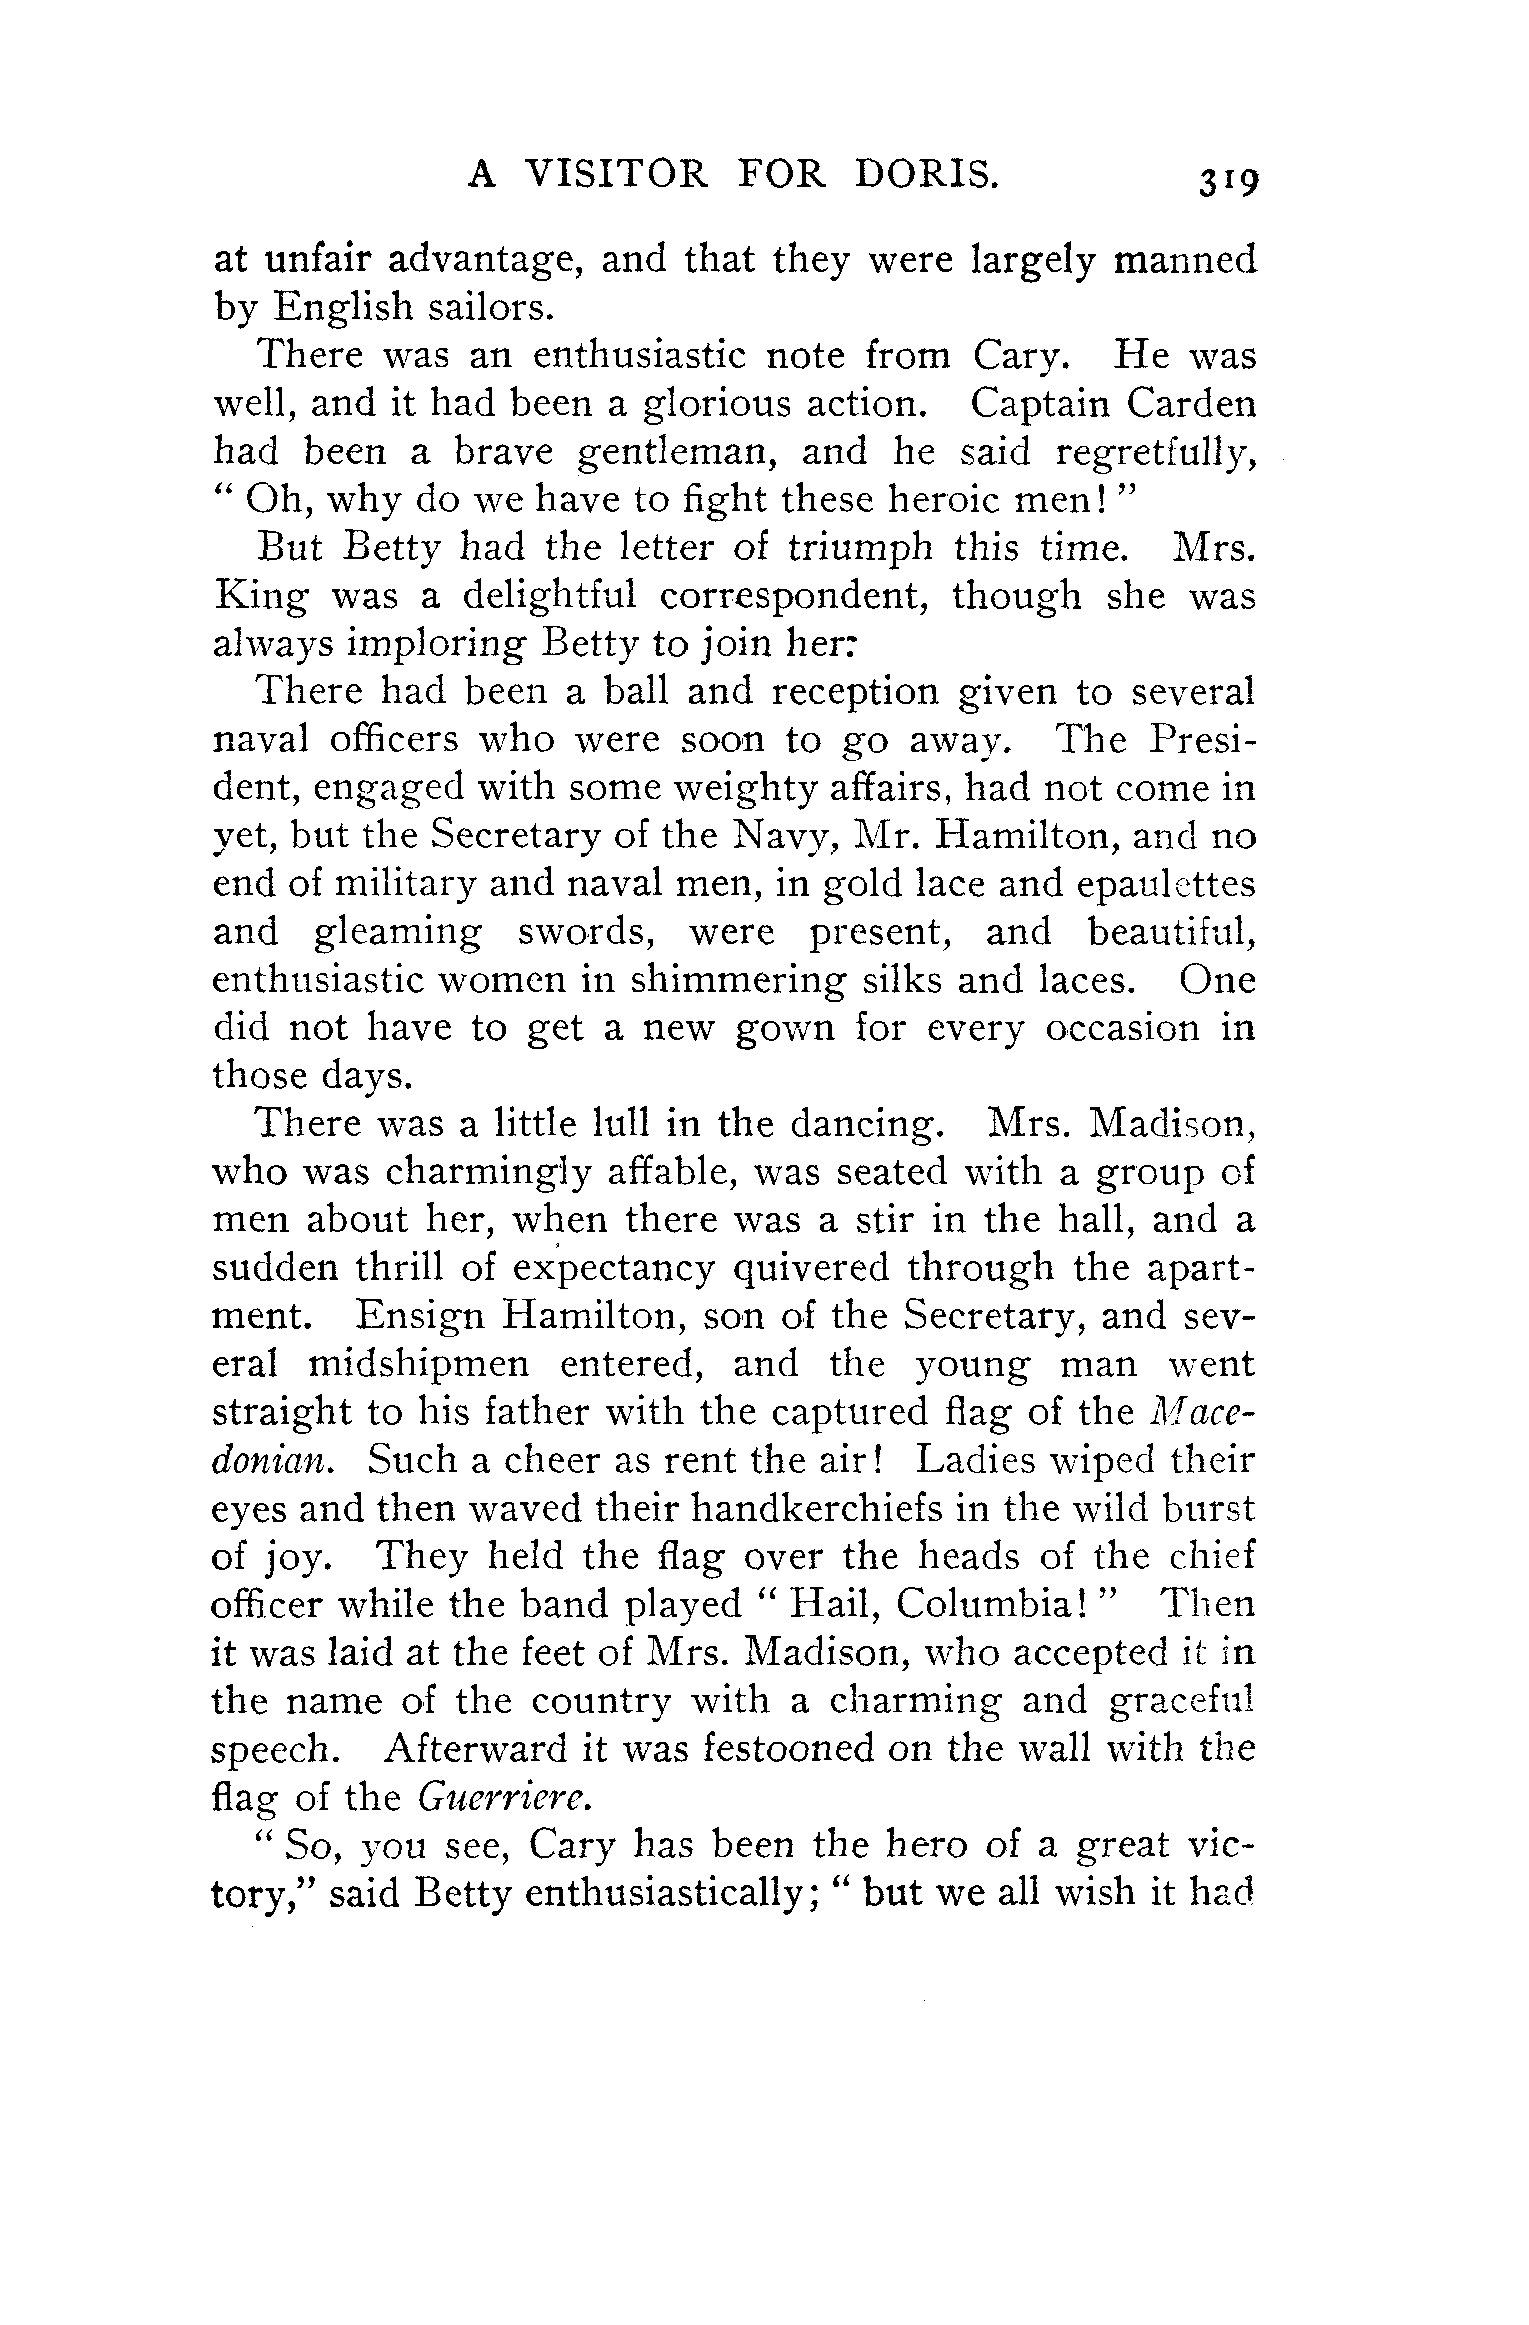 A VISITOR FOR DORIS. 319
at unfair advantage, and that they were largely manned
by English sailors.
There was an enthusiastic note from Cary. He was
well, and it had been a glorious action. Captain Carden
had been a brave gentleman, and he said regretfully,
“ Oh, why do we have to fight these heroic men! ”
But Betty had the letter of triumph this time. Mrs.
King was a delightful correspondent, though she was
always imploring Betty to join her:
There had been a ball and reception given to several
naval officers who were soon to go away. The Presi-
dent, engaged with some weighty affairs, had not come in
yet, but the Secretary of the Navy, Mr. Hamilton, and no
end of military and naval men, in gold lace and epaulettes
and gleaming swords, were present, and beautiful,
enthusiastic women in shimmering silks and laces. One
did not have to get a new gown for every occasion in
those days.
There was a little lull in the dancing. Mrs. Madison,
who was charmingly affable, was seated with a group of
men about her, when there was a stir in the hall, and a
sudden thrill of expectancy quivered through the apart-
ment. Ensign Hamilton, son of the Secretary, and sev-
eral midshipmen entered, and the young man went
straight to his father with the captured flag of the Mace-
donian. Such a cheer as rent the air! Ladies wiped their
eyes and then waved their handkerchiefs in the wild burst
of joy. They held the flag over the heads of the chief
officer while the band played “ Hail, Columbia! ” Then
it was laid at the feet of Mrs. Madison, who accepted it in
the name of the country with a charming and graceful
speech. Afterward it was festooned on the wall with the
flag of the Guerriere.
“ So, you see, Cary has been the hero of a great vic-
tory,” said Betty enthusiastically; “ but we all wish it had